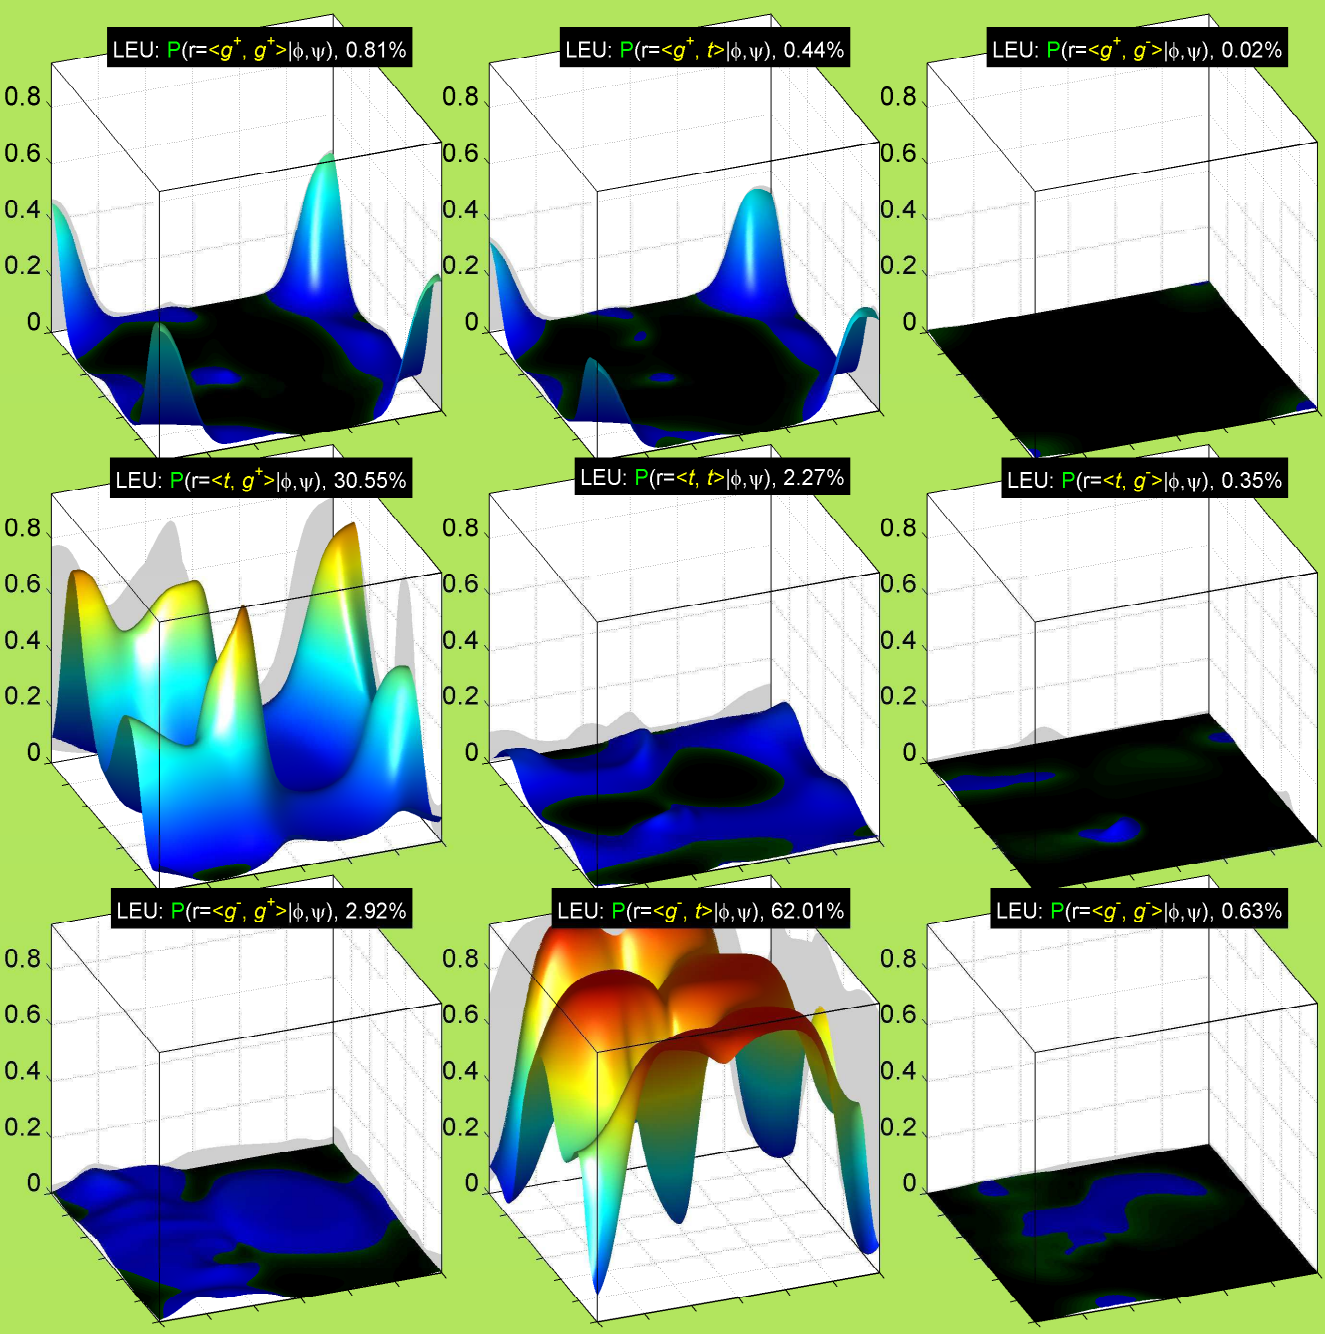 LEU: P(r=<g⁺, g⁺>|ϕ,ψ), 0.81%
LEU: P(r=<g⁺, t>|ϕ,ψ), 0.44%
LEU: P(r=<g⁺, g⁻>|ϕ,ψ), 0.02%
0.8 0.8 0.8
0.6 0.6 0.6
0.4 0.4 0.4
0.2 0.2 0.2
0 0 0
LEU: P(r=<t, g⁺>|ϕ,ψ), 30.55%
LEU: P(r=<t, t>|ϕ,ψ), 2.27%
LEU: P(r=<t, g⁻>|ϕ,ψ), 0.35%
0.8 0.8 0.8
0.6 0.6 0.6
0.4 0.4 0.4
0.2 0.2 0.2
0 0 0
LEU: P(r=<g⁻, g⁺>|ϕ,ψ), 2.92%
LEU: P(r=<g⁻, t>|ϕ,ψ), 62.01%
LEU: P(r=<g⁻, g⁻>|ϕ,ψ), 0.63%
0.8 0.8 0.8
0.6 0.6 0.6
0.4 0.4 0.4
0.2 0.2 0.2
0 0 0